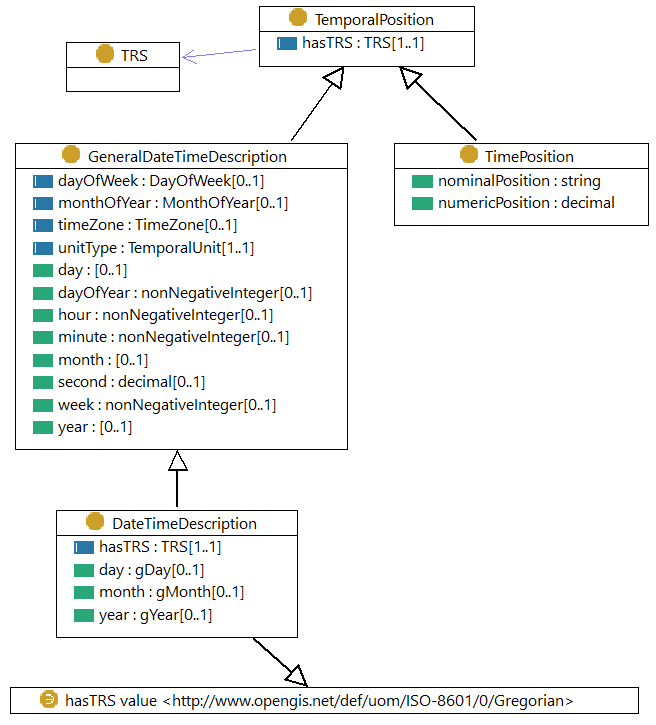 TemporalPosition
hasTRS : TRS[1..1]
TRS
GeneralDateTimeDescription
dayOfWeek : DayOfWeek[0..1]
monthOfYear : MonthOfYear[0..1]
timeZone : TimeZone[0..1]
unitType : TemporalUnit[1..1]
day : [0..1]
dayOfYear : nonNegativeInteger[0..1]
hour : nonNegativeInteger[0..1]
minute : nonNegativeInteger[0..1]
month : [0..1]
second : decimal[0..1]
week : nonNegativeInteger[0..1]
year : [0..1]
TimePosition
nominalPosition : string
numericPosition : decimal
DateTimeDescription
hasTRS : TRS[1..1]
day : gDay[0..1]
month : gMonth[0..1]
year : gYear[0..1]
hasTRS value <http://www.opengis.net/def/uom/ISO-8601/0/Gregorian>